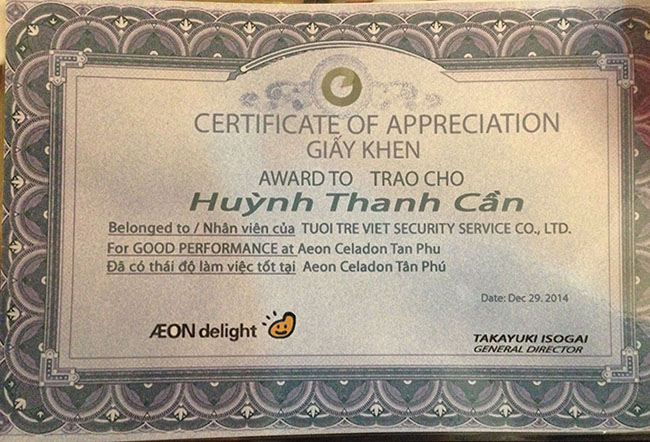 CERTIFICATE OF APPRECIATION
GIẤY KHEN
AWARD TO TRAO CHO
Huỳnh Thanh Cần
Belonged to / Nhân viên của TUOI TRE VIET SECURITY SERVICE CO., LTD.
For GOOD PERFORMANCE at Aeon Celadon Tan Phu
Đã có thái độ làm việc tốt tại Aeon Celadon Tân Phú
Date: Dec 29. 2014
ÆON delight
TAKAYUKI ISOGAI
GENERAL DIRECTOR